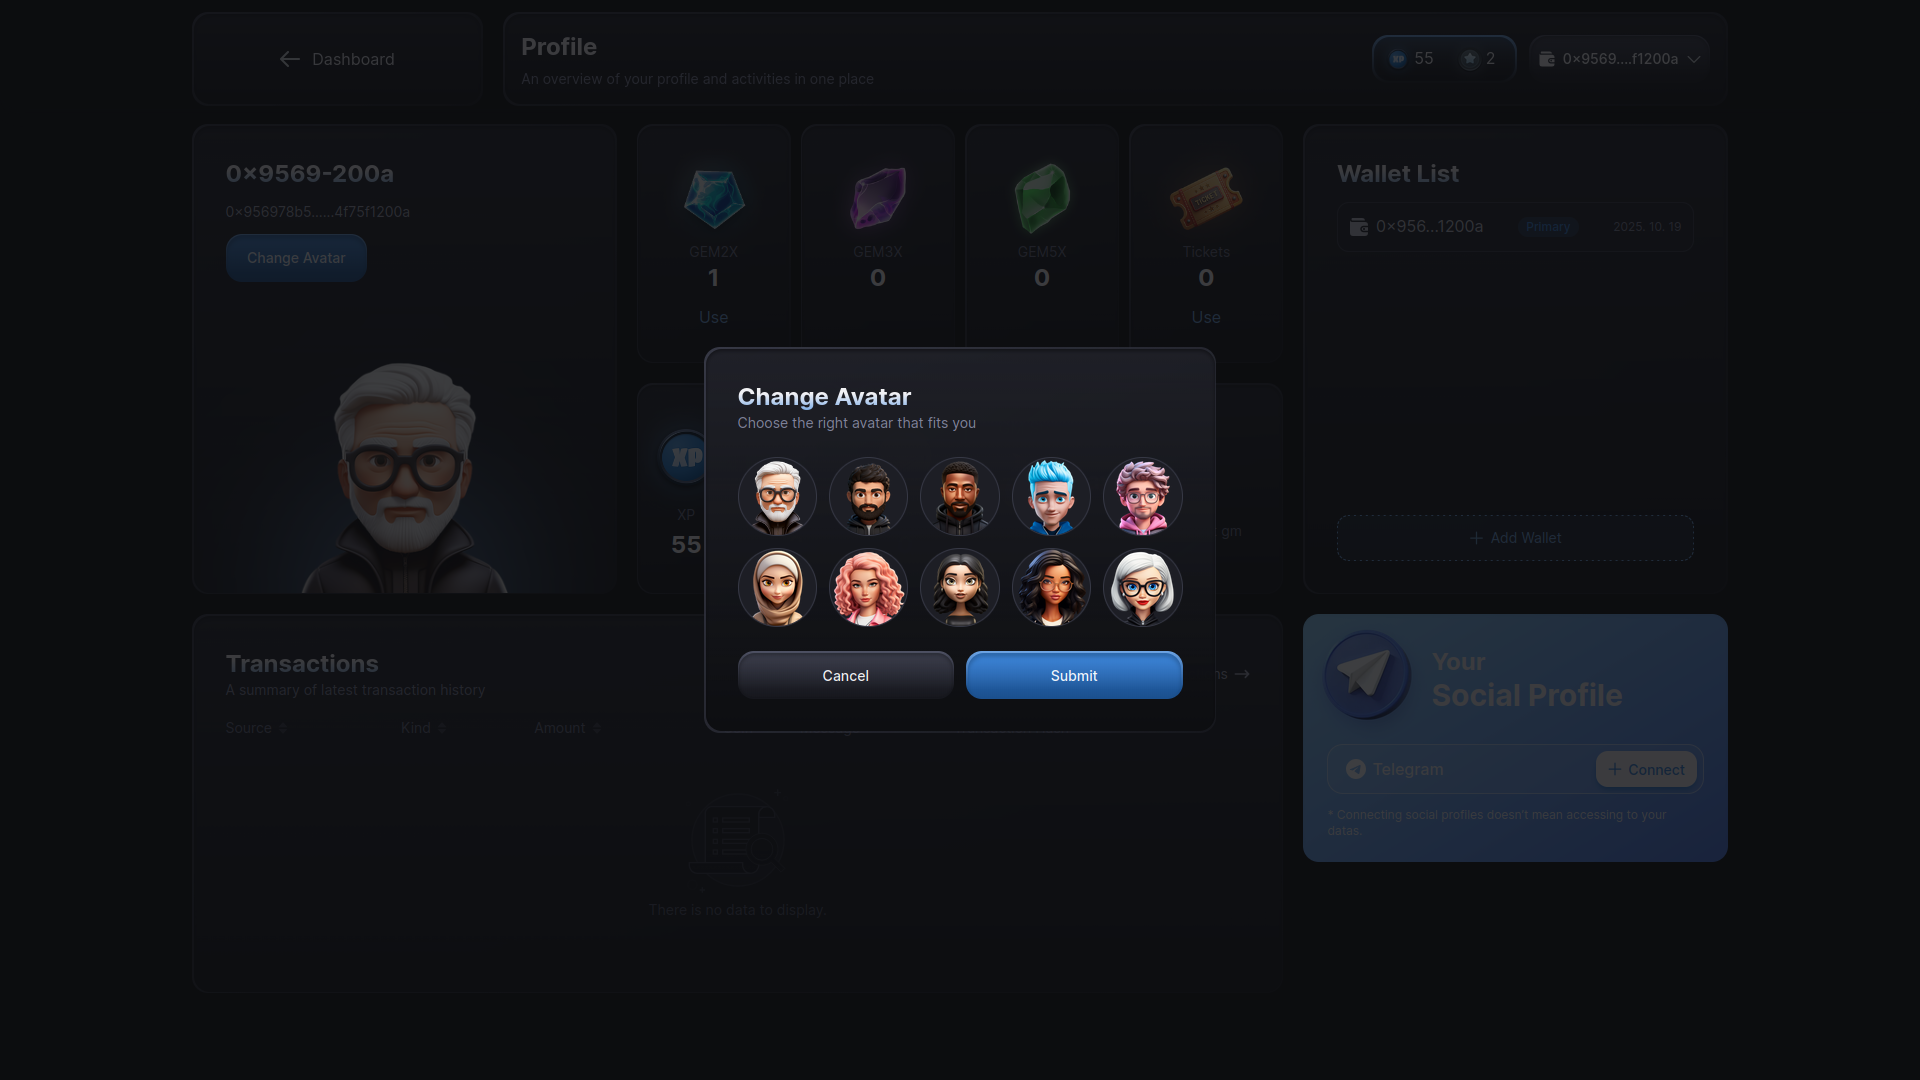 Dashboard
Profile
An overview of your profile and activities in one place
XP 55 2
0×9569....f1200a
0×9569-200a
0×956978b5......4f75f1200a
Change Avatar
GEM2X
1
Use
GEM3X
0
GEM5X
0
TICKET
Tickets
0
Use
Wallet List
0×956...1200a Primary 2025. 10. 19
Add Wallet
XP
XP
55
gm
Change Avatar
Choose the right avatar that fits you
Cancel
Submit
Transactions
A summary of latest transaction history
Source Kind Amount
There is no data to display.
Your
Social Profile
Telegram
Connect
* Connecting social profiles doesn't mean accessing to your
datas.